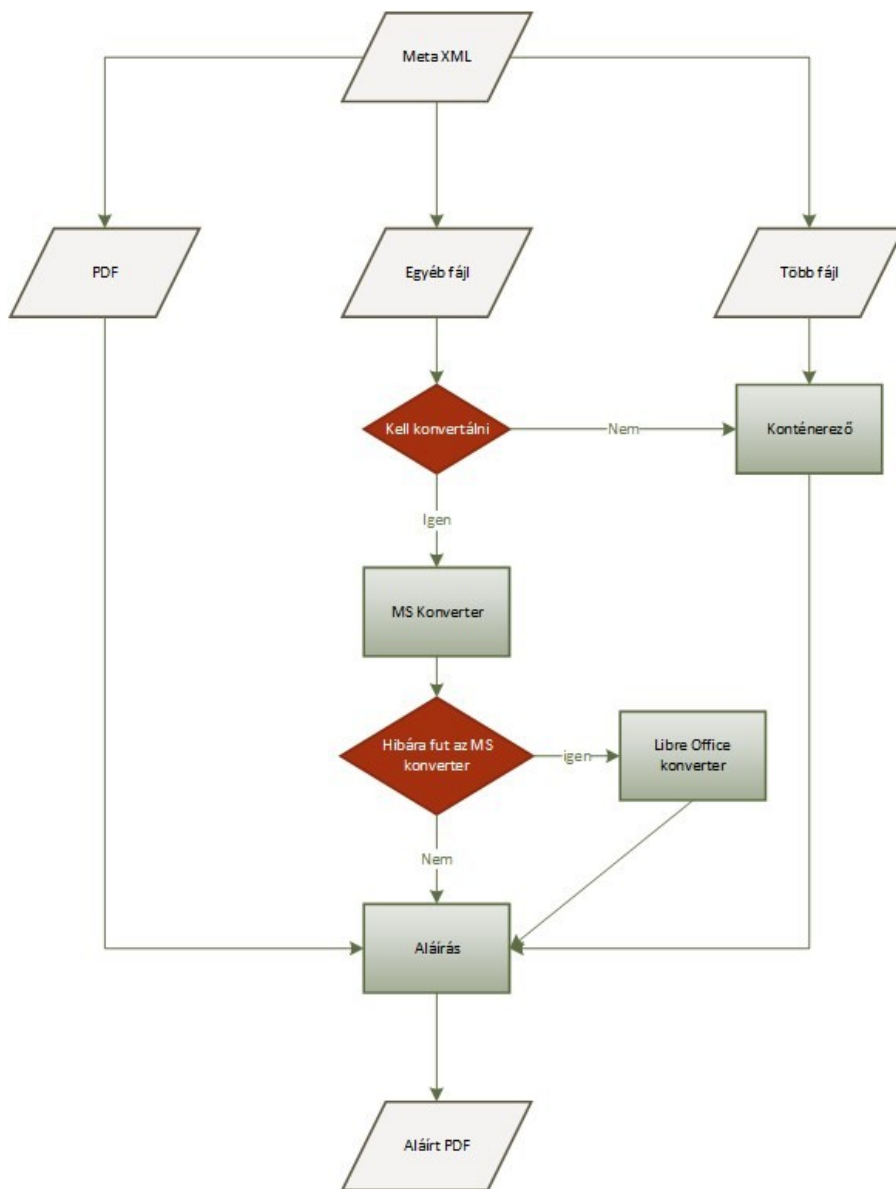 Meta XML
PDF
Egyéb fájl
Több fájl
Kell konvertálni
Nem
Konténerező
Igen
MS Konverter
Hibára fut az MS
konverter
igen
Libre Office
konverter
Nem
Aláírás
Aláírt PDF